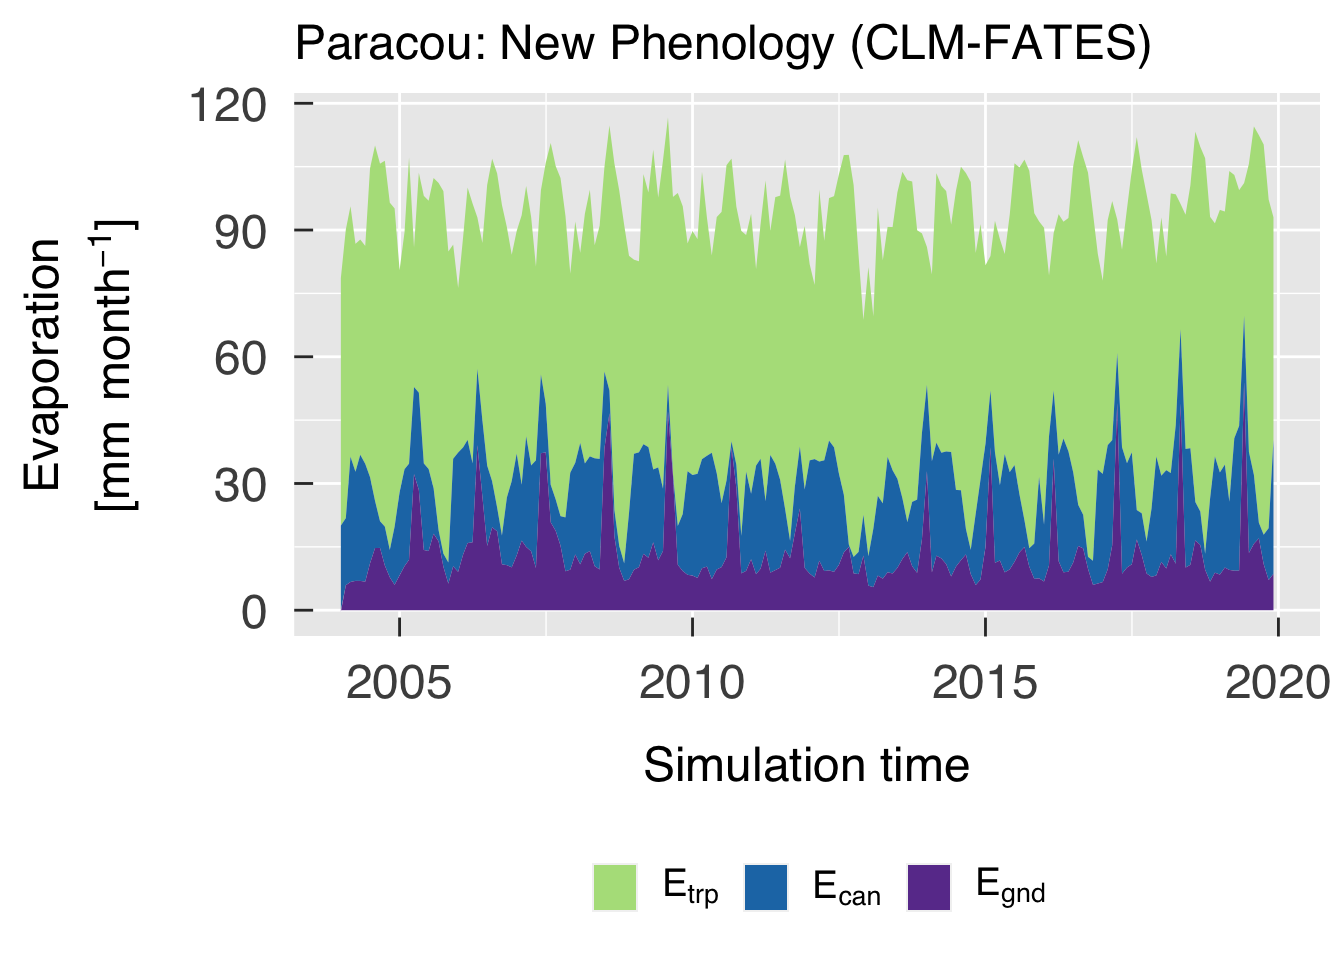 Paracou: New Phenology (CLM-FATES)
Evaporation
[mm month⁻¹]
120
90
60
30
0
2005 2010 2015 2020
Simulation time
E_trp E_can E_gnd